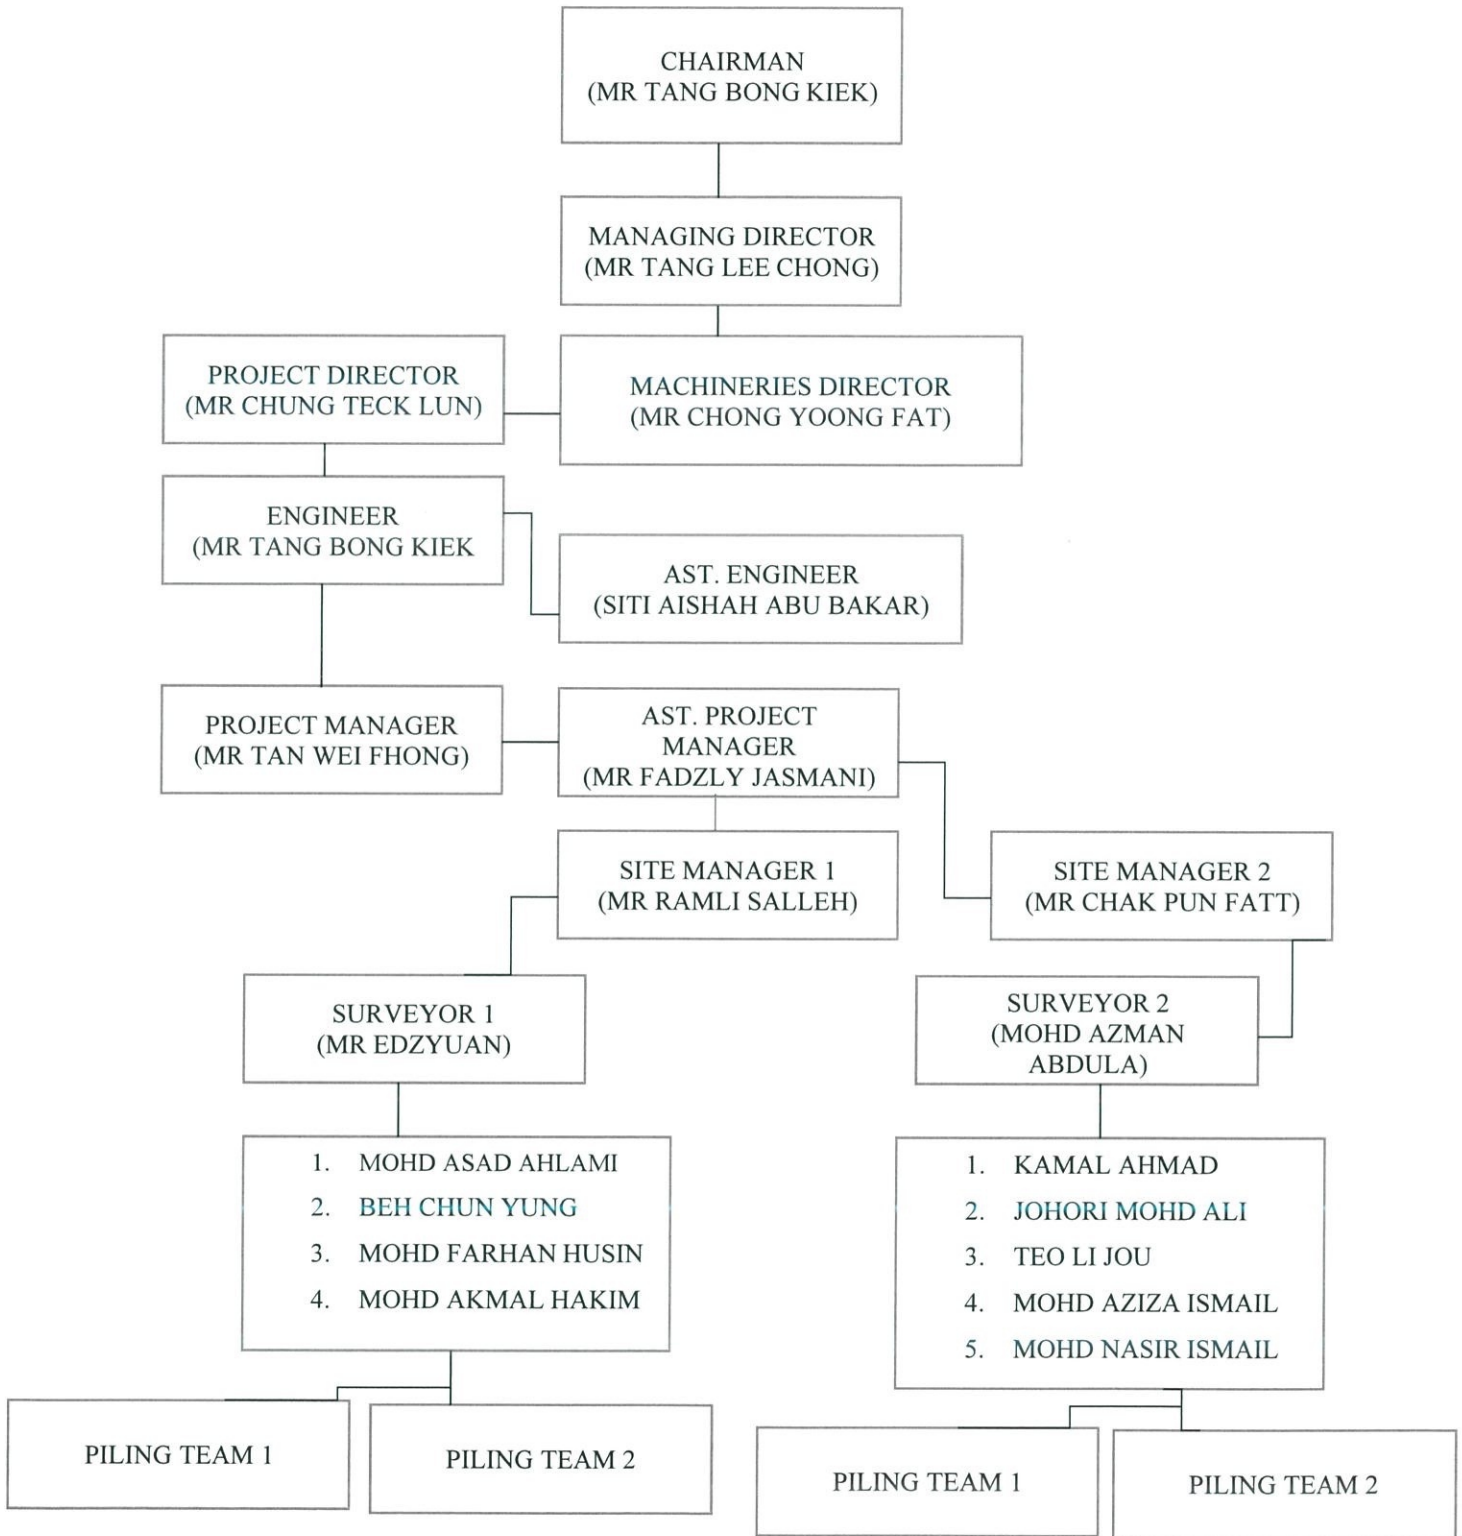 CHAIRMAN
(MR TANG BONG KIEK)
MANAGING DIRECTOR
(MR TANG LEE CHONG)
PROJECT DIRECTOR
(MR CHUNG TECK LUN)
MACHINERIES DIRECTOR
(MR CHONG YOONG FAT)
ENGINEER
(MR TANG BONG KIEK
AST. ENGINEER
(SITI AISHAH ABU BAKAR)
PROJECT MANAGER
(MR TAN WEI FHONG)
AST. PROJECT
MANAGER
(MR FADZLY JASMANI)
SITE MANAGER 1
(MR RAMLI SALLEH)
SITE MANAGER 2
(MR CHAK PUN FATT)
SURVEYOR 1
(MR EDZYUAN)
SURVEYOR 2
(MOHD AZMAN
ABDULA)
1. MOHD ASAD AHLAMI
2. BEH CHUN YUNG
3. MOHD FARHAN HUSIN
4. MOHD AKMAL HAKIM
1. KAMAL AHMAD
2. JOHORI MOHD ALI
3. TEO LI JOU
4. MOHD AZIZA ISMAIL
5. MOHD NASIR ISMAIL
PILING TEAM 1
PILING TEAM 2
PILING TEAM 1
PILING TEAM 2